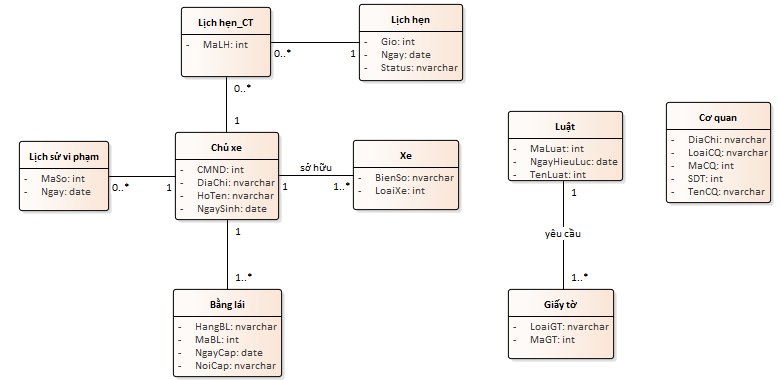 Lịch hẹn_CT
- MaLH: int
0..*
1
Lịch hẹn
- Gio: int
- Ngay: date
- Status: nvarchar
0..*
1
Lịch sử vi phạm
- MaSo: int
- Ngay: date
0..*
1
Chủ xe
- CMND: int
- DiaChi: nvarchar
- HoTen: nvarchar
- NgaySinh: date
sở hữu
1
1..*
Xe
- BienSo: nvarchar
- LoaiXe: int
1
1..*
Bằng lái
- HangBL: nvarchar
- MaBL: int
- NgayCap: date
- NoiCap: nvarchar
Luật
- MaLuat: int
- NgayHieuLuc: date
- TenLuat: int
1
yêu cầu
1..*
Giấy tờ
- LoaiGT: nvarchar
- MaGT: int
Cơ quan
- DiaChi: nvarchar
- LoaiCQ: nvarchar
- MaCQ: int
- SDT: int
- TenCQ: nvarchar